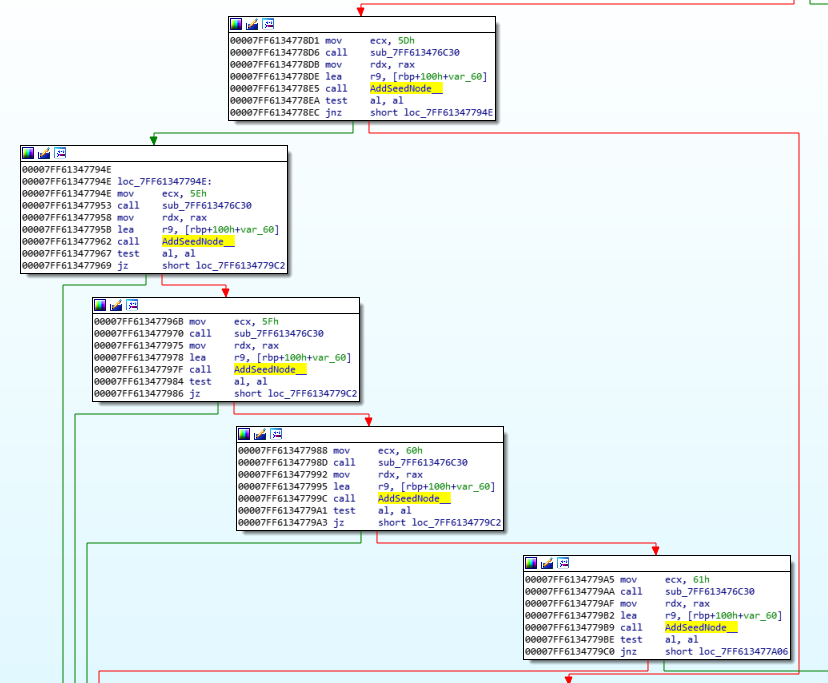 00007FF6134778D1 mov ecx, 5Dh
00007FF6134778D6 call sub_7FF613476C30
00007FF6134778DB mov rdx, rax
00007FF6134778DE lea r9, [rbp+100h+var_60]
00007FF6134778E5 call AddSeedNode__
00007FF6134778EA test al, al
00007FF6134778EC jnz short loc_7FF61347794E
00007FF61347794E
00007FF61347794E loc_7FF61347794E:
00007FF61347794E mov ecx, 5Eh
00007FF613477953 call sub_7FF613476C30
00007FF613477958 mov rdx, rax
00007FF61347795B lea r9, [rbp+100h+var_60]
00007FF613477962 call AddSeedNode__
00007FF613477967 test al, al
00007FF613477969 jz short loc_7FF6134779C2
00007FF61347796B mov ecx, 5Fh
00007FF613477970 call sub_7FF613476C30
00007FF613477975 mov rdx, rax
00007FF613477978 lea r9, [rbp+100h+var_60]
00007FF61347797F call AddSeedNode__
00007FF613477984 test al, al
00007FF613477986 jz short loc_7FF6134779C2
00007FF613477988 mov ecx, 60h
00007FF61347798D call sub_7FF613476C30
00007FF613477992 mov rdx, rax
00007FF613477995 lea r9, [rbp+100h+var_60]
00007FF61347799C call AddSeedNode__
00007FF6134779A1 test al, al
00007FF6134779A3 jz short loc_7FF6134779C2
00007FF6134779A5 mov ecx, 61h
00007FF6134779AA call sub_7FF613476C30
00007FF6134779AF mov rdx, rax
00007FF6134779B2 lea r9, [rbp+100h+var_60]
00007FF6134779B9 call AddSeedNode__
00007FF6134779BE test al, al
00007FF6134779C0 jnz short loc_7FF613477A06